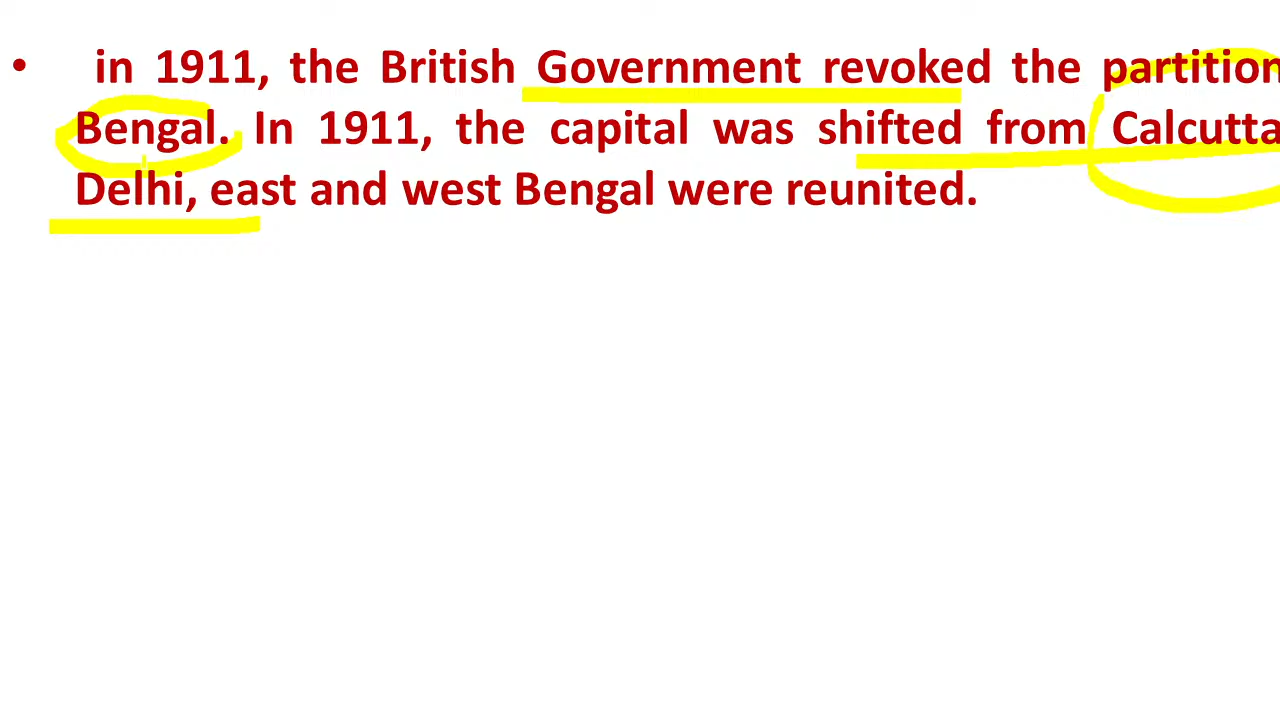 • in 1911, the British Government revoked the partition
Bengal. In 1911, the capital was shifted from Calcutta
Delhi, east and west Bengal were reunited.